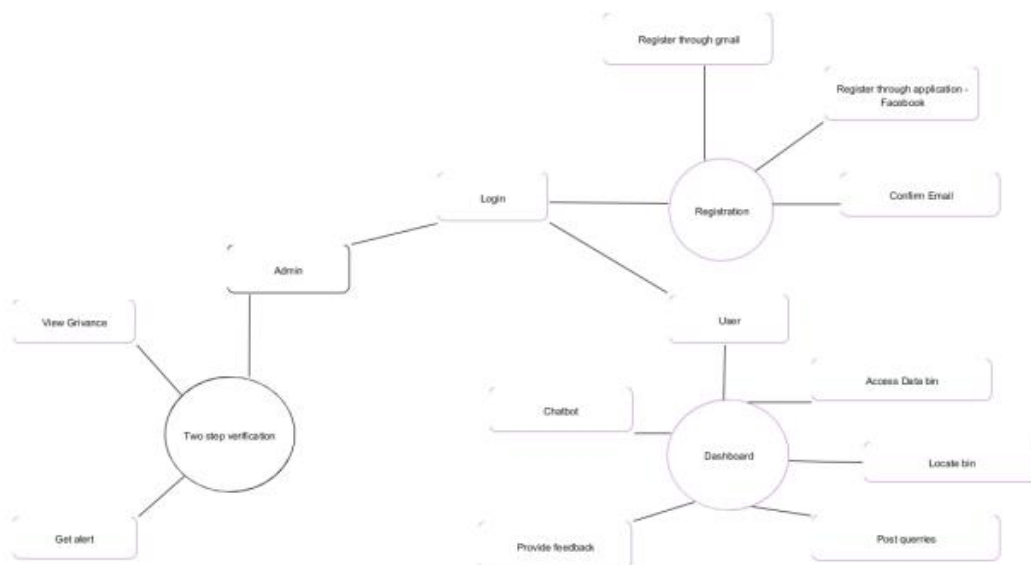 Register through gmail
Register through application -
Facebook
Login
Confirm Email
Registration
Admin
View Grivance
User
Access Data bin
Chatbot
Two step verification
Dashboard
Locate bin
Get alert
Provide feedback
Post querries